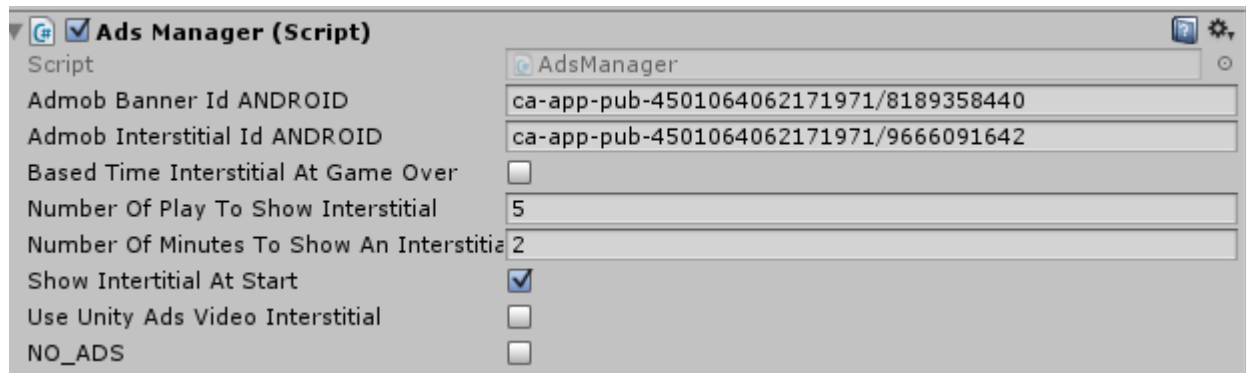 Ads Manager (Script)
Script AdsManager
Admob Banner Id ANDROID ca-app-pub-4501064062171971/8189358440
Admob Interstitial Id ANDROID ca-app-pub-4501064062171971/9666091642
Based Time Interstitial At Game Over
Number Of Play To Show Interstitial 5
Number Of Minutes To Show An Interstitia 2
Show Intertitial At Start
Use Unity Ads Video Interstitial
NO_ADS